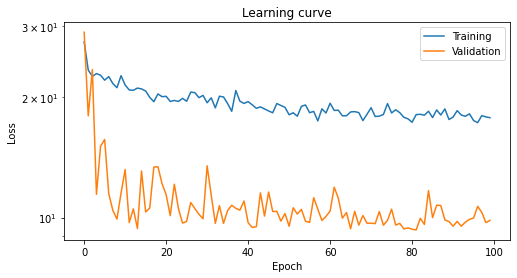 Learning curve
3 × 10¹
2 × 10¹
10¹
Loss
Training
Validation
0 20 40 60 80 100
Epoch